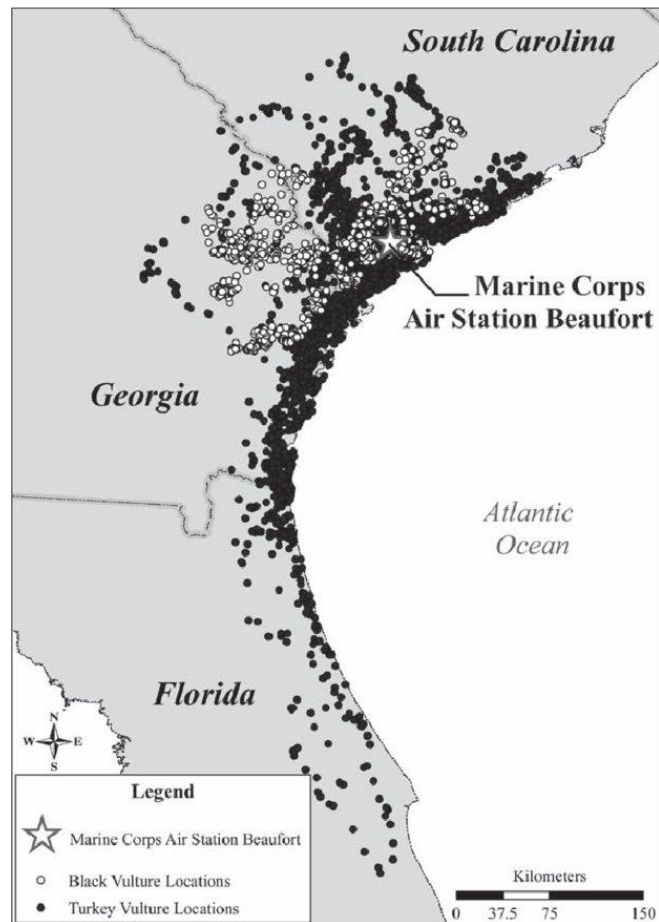 South Carolina
Marine Corps
Air Station Beaufort
Georgia
Atlantic
Ocean
Florida
N
W E
S
Legend
Marine Corps Air Station Beaufort
Black Vulture Locations
Turkey Vulture Locations
Kilometers
0 37.5 75 150